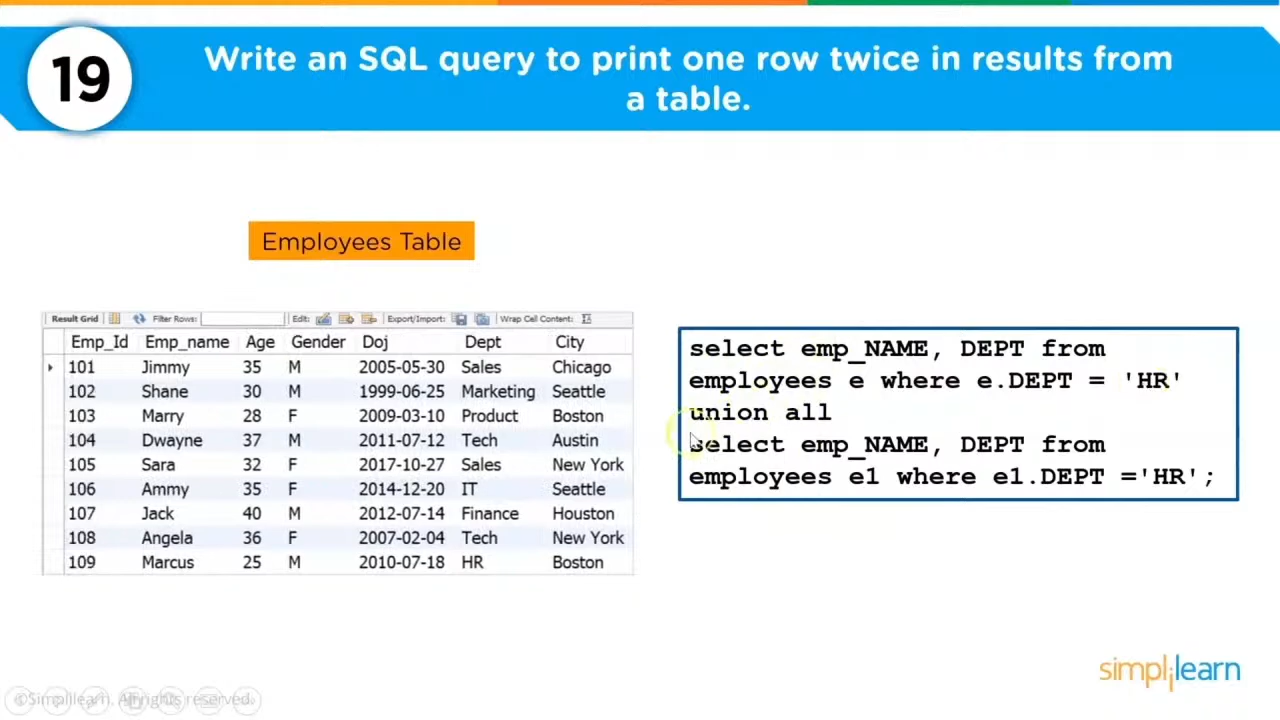 19
Write an SQL query to print one row twice in results from
a table.
Employees Table
Result Grid Filter Rows: Edit: Export/Import: Wrap Cell Content:
Emp_Id Emp_name Age Gender Doj Dept City
101 Jimmy 35 M 2005-05-30 Sales Chicago
102 Shane 30 M 1999-06-25 Marketing Seattle
103 Marry 28 F 2009-03-10 Product Boston
104 Dwayne 37 M 2011-07-12 Tech Austin
105 Sara 32 F 2017-10-27 Sales New York
106 Ammy 35 F 2014-12-20 IT Seattle
107 Jack 40 M 2012-07-14 Finance Houston
108 Angela 36 F 2007-02-04 Tech New York
109 Marcus 25 M 2010-07-18 HR Boston
select emp_NAME, DEPT from
employees e where e.DEPT = 'HR'
union all
select emp_NAME, DEPT from
employees e1 where e1.DEPT ='HR';
simplilearn
©Simplilearn. All rights reserved.